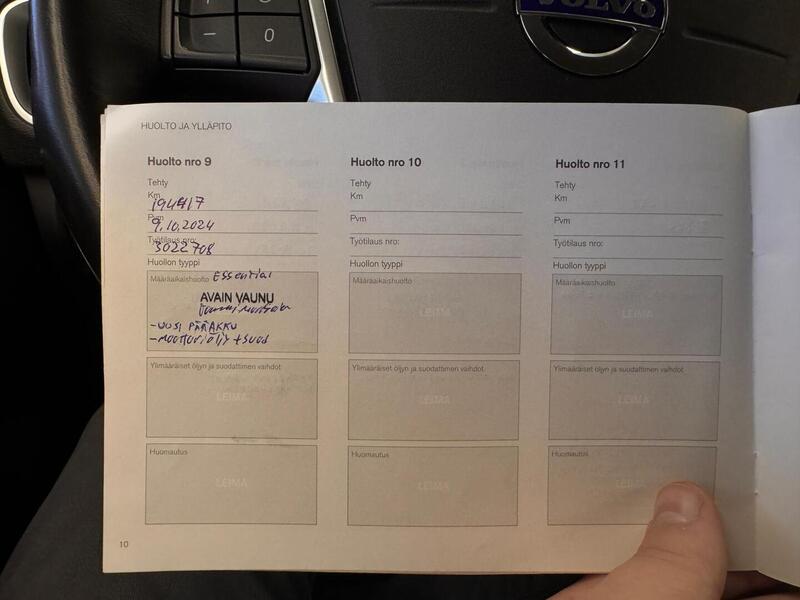 0
VOLVO
HUOLTO JA YLLÄPITO
Huolto nro 9
Tehty
Km
Pvm
9.10.2024
Työtilaus nro:
3022708
Huollon tyyppi
Määräaikaishuolto Essential
AVAIN VAUNU
-UUSI PÄÄAKKU
-Moottoriöljy + suod
Ylimääräiset öljyn ja suodattimen vaihdot
LEIMA
Huomautus
LEIMA
10
Huolto nro 10
Tehty
Km
Pvm
Työtilaus nro:
Huollon tyyppi
Määräaikaishuolto
LEIMA
Ylimääräiset öljyn ja suodattimen vaihdot
LEIMA
Huomautus
LEIMA
Huolto nro 11
Tehty
Km
Pvm
Työtilaus nro:
Huollon tyyppi
Määräaikaishuolto
LEIMA
Ylimääräiset öljyn ja suodattimen vaihdot
LEIMA
Huomautus
LEIMA